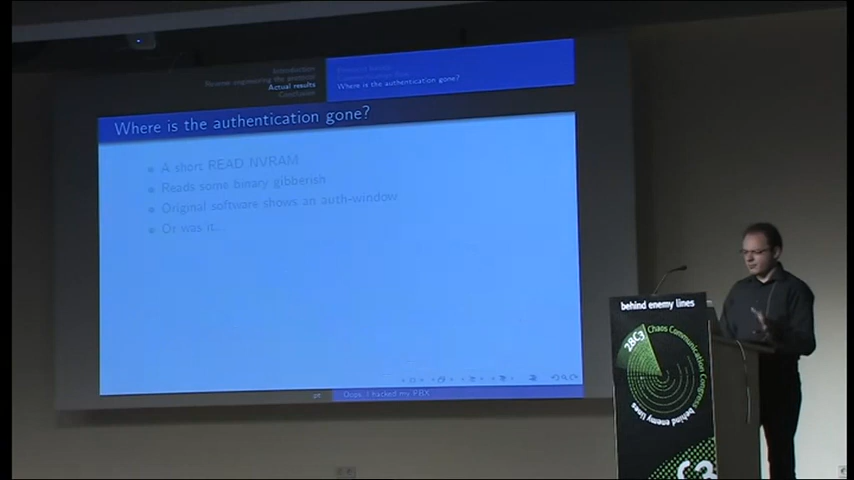 Introduction
Reverse engineering the protocol
Actual results
Conclusion
Where is the authentication gone?
Where is the authentication gone?
A short READ NVRAM
Reads some binary gibberish
Original software shows an auth-window
Or was it...
Oops, I hacked my PBX
behind enemy lines
28C3
Chaos Communication Congress behind enemy lines
C3